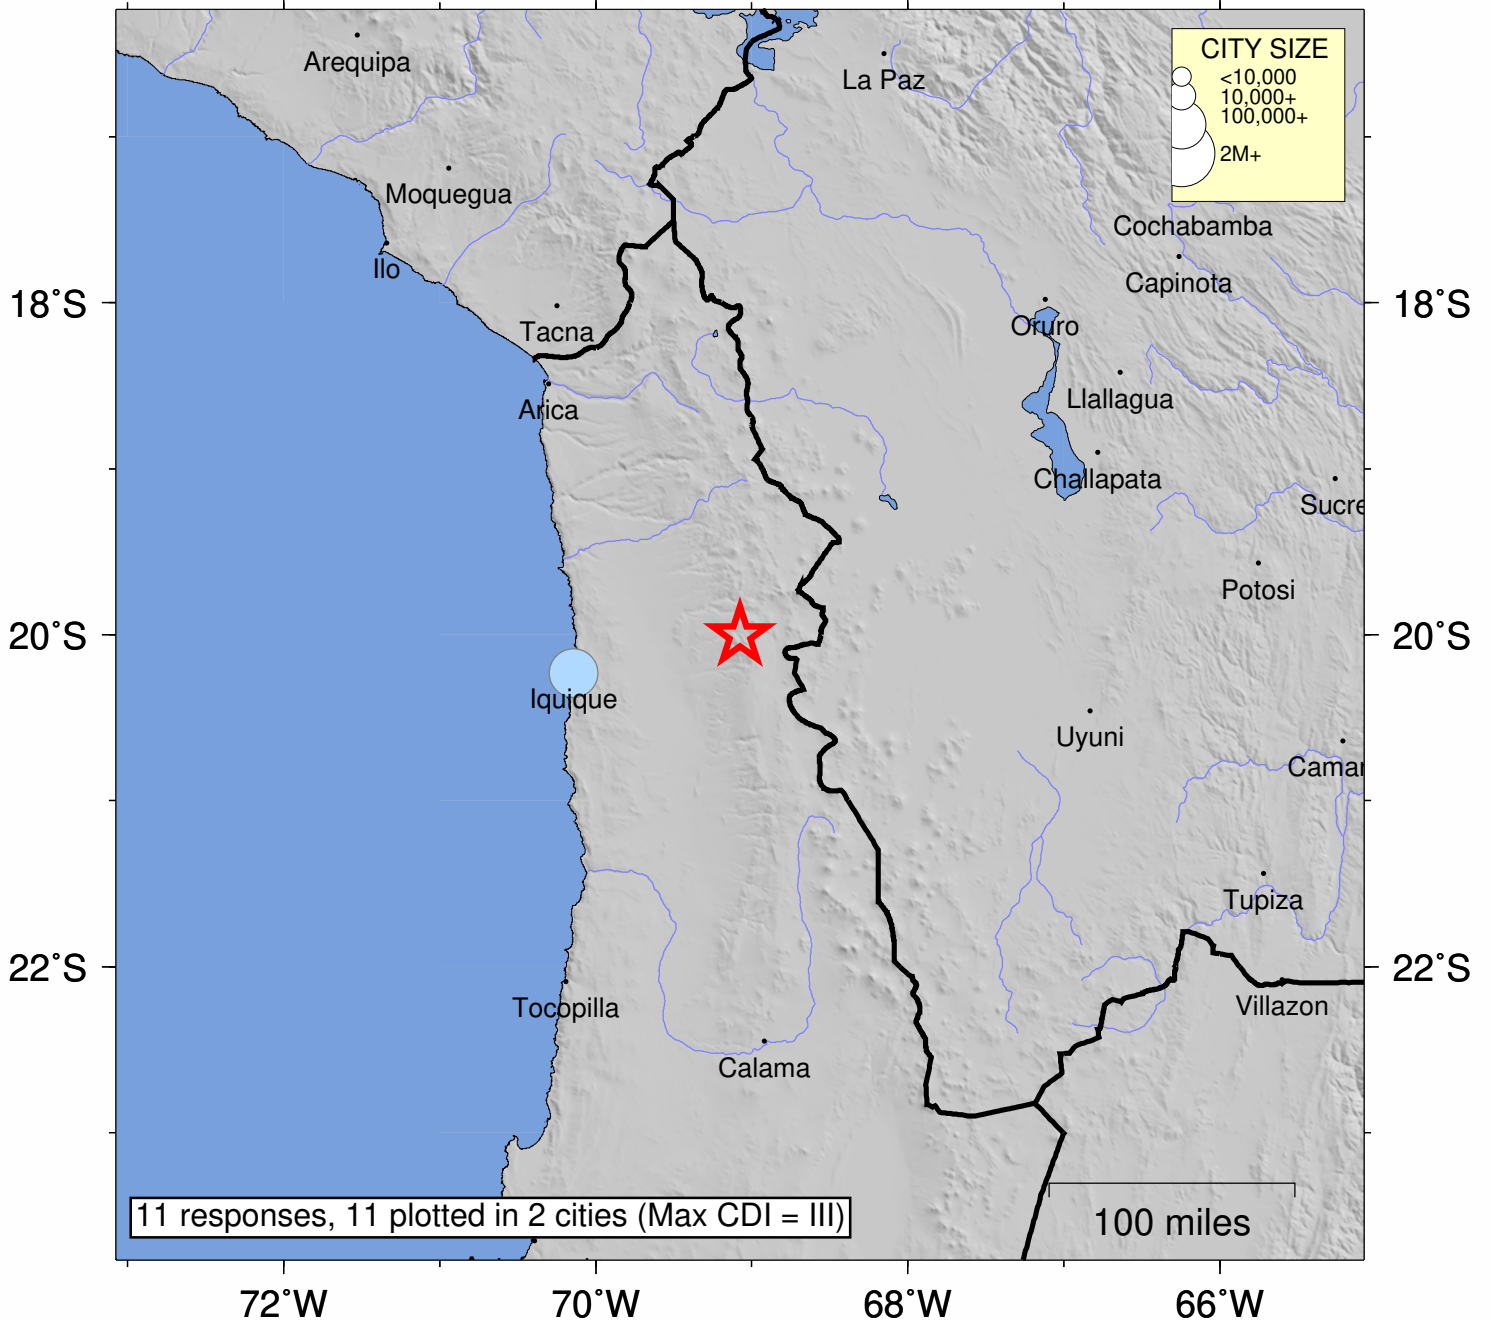 CITY SIZE
<10,000
10,000+
100,000+
2M+
Arequipa
La Paz
Moquegua
Cochabamba
Ilo
Capinota
18°S
18°S
Tacna
Oruro
Arica
Llallagua
Challapata
Sucre
Potosi
20°S
20°S
Iquique
Uyuni
Camar
Tupiza
22°S
22°S
Tocopilla
Villazon
Calama
11 responses, 11 plotted in 2 cities (Max CDI = III)
100 miles
72°W
70°W
68°W
66°W